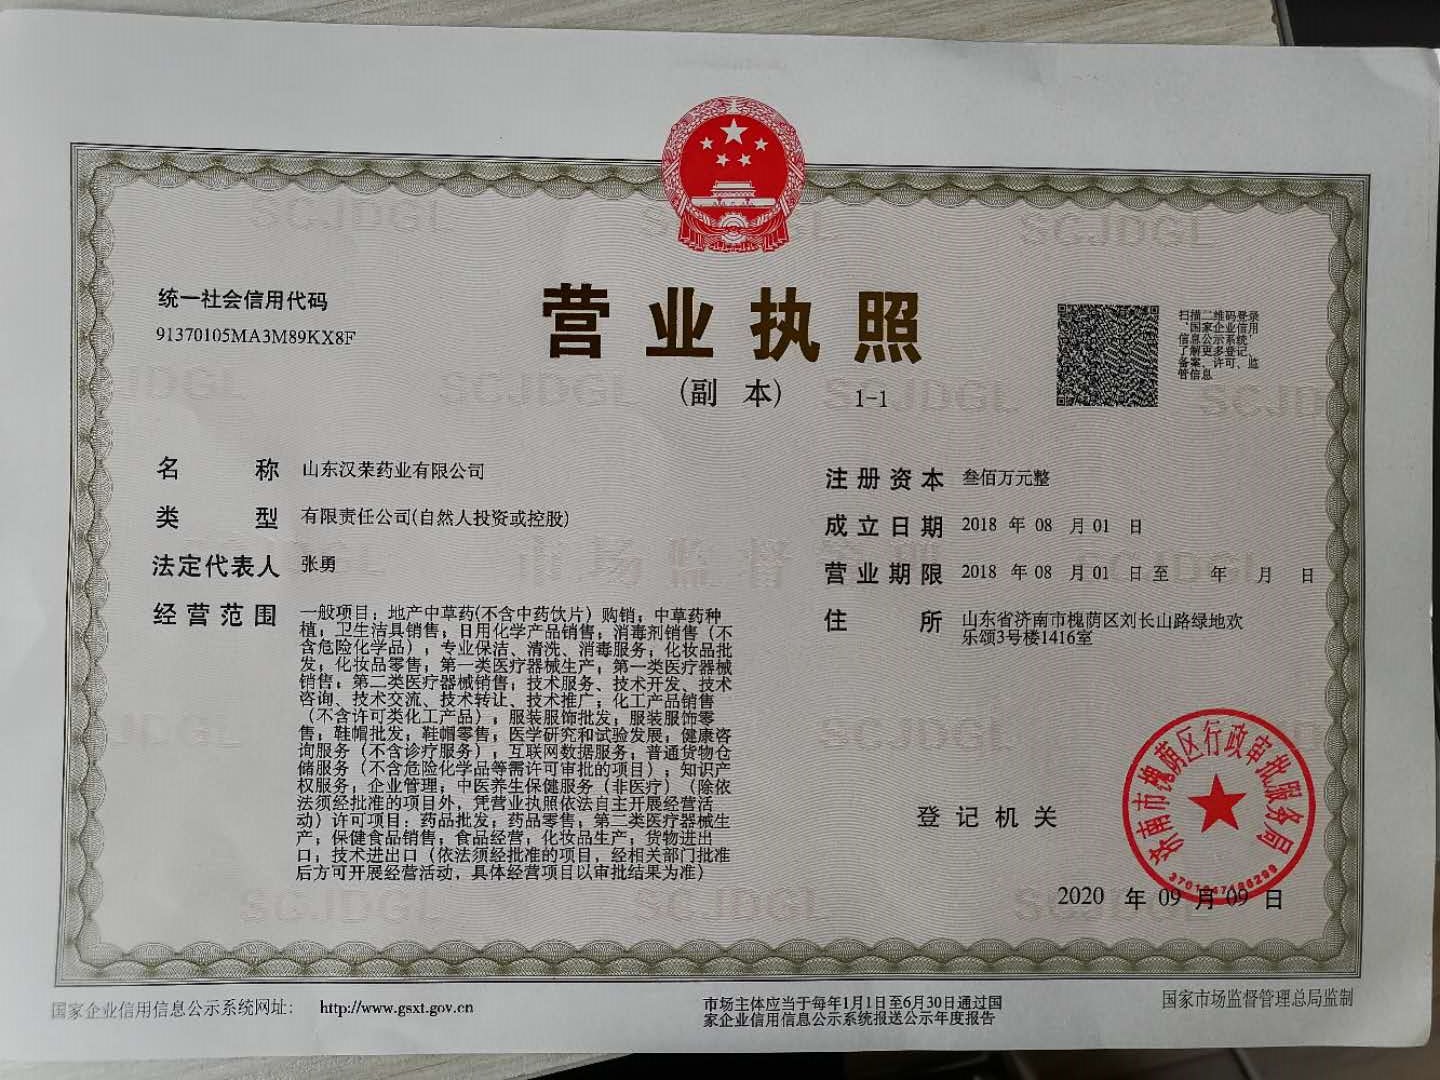 统一社会信用代码
91370105MA3M89KX8F
营业执照
(副 本) 1-1
扫描二维码登录
‘国家企业信用
信息公示系统’
了解更多登记、
备案、许可、监
管信息
名 称 山东汉荣药业有限公司
类 型 有限责任公司(自然人投资或控股)
法定代表人 张勇
经营范围 一般项目：地产中草药(不含中药饮片）购销；中草药种
植；卫生洁具销售；日用化学产品销售；消毒剂销售（不
含危险化学品）；专业保洁、清洗、消毒服务；化妆品批
发；化妆品零售；第一类医疗器械生产；第一类医疗器械
销售；第二类医疗器械销售；技术服务、技术开发、技术
咨询、技术交流、技术转让、技术推广；化工产品销售
（不含许可类化工产品）；服装服饰批发；服装服饰零
售；鞋帽批发；鞋帽零售；医学研究和试验发展；健康咨
询服务（不含诊疗服务）；互联网数据服务；普通货物仓
储服务（不含危险化学品等需许可审批的项目）；知识产
权服务；企业管理；中医养生保健服务（非医疗）（除依
法须经批准的项目外，凭营业执照依法自主开展经营活
动）许可项目：药品批发；药品零售；第二类医疗器械生
产；保健食品销售；食品经营；化妆品生产；货物进出
口；技术进出口（依法须经批准的项目，经相关部门批准
后方可开展经营活动，具体经营项目以审批结果为准）
注册资本 叁佰万元整
成立日期 2018 年 08 月 01 日
营业期限 2018 年 08 月 01 日 至 年 月 日
住 所 山东省济南市槐荫区刘长山路绿地欢
乐颂3号楼1416室
登记机关
济南市槐荫区行政审批服务局
2020 年 09 月 09 日
国家企业信用信息公示系统网址： http://www.gsxt.gov.cn
市场主体应当于每年1月1日至6月30日通过国
家企业信用信息公示系统报送公示年度报告
国家市场监督管理总局监制